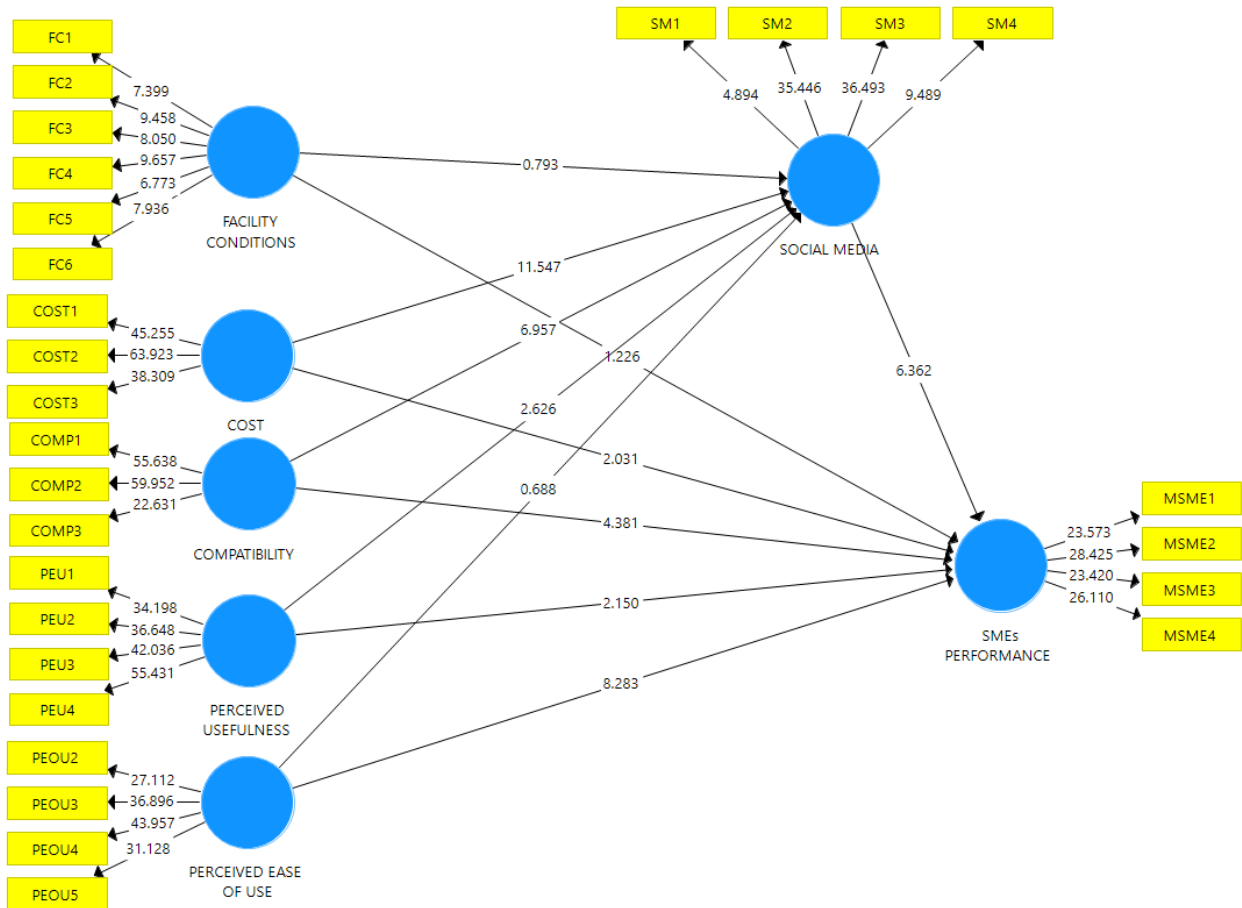 SM1
SM2
SM3
SM4
4.894
35.446
36.493
9.489
FC1
FC2
FC3
FC4
FC5
FC6
7.399
9.458
8.050
9.657
6.773
7.936
FACILITY
CONDITIONS
0.793
SOCIAL MEDIA
COST1
COST2
COST3
45.255
63.923
38.309
COST
11.547
6.957
1.226
6.362
COMP1
COMP2
COMP3
55.638
59.952
22.631
COMPATIBILITY
2.626
2.031
0.688
4.381
PEU1
PEU2
PEU3
PEU4
34.198
36.648
42.036
55.431
PERCEIVED
USEFULNESS
2.150
8.283
SMEs
PERFORMANCE
23.573
28.425
23.420
26.110
MSME1
MSME2
MSME3
MSME4
PEOU2
PEOU3
PEOU4
PEOU5
27.112
36.896
43.957
31.128
PERCEIVED EASE
OF USE